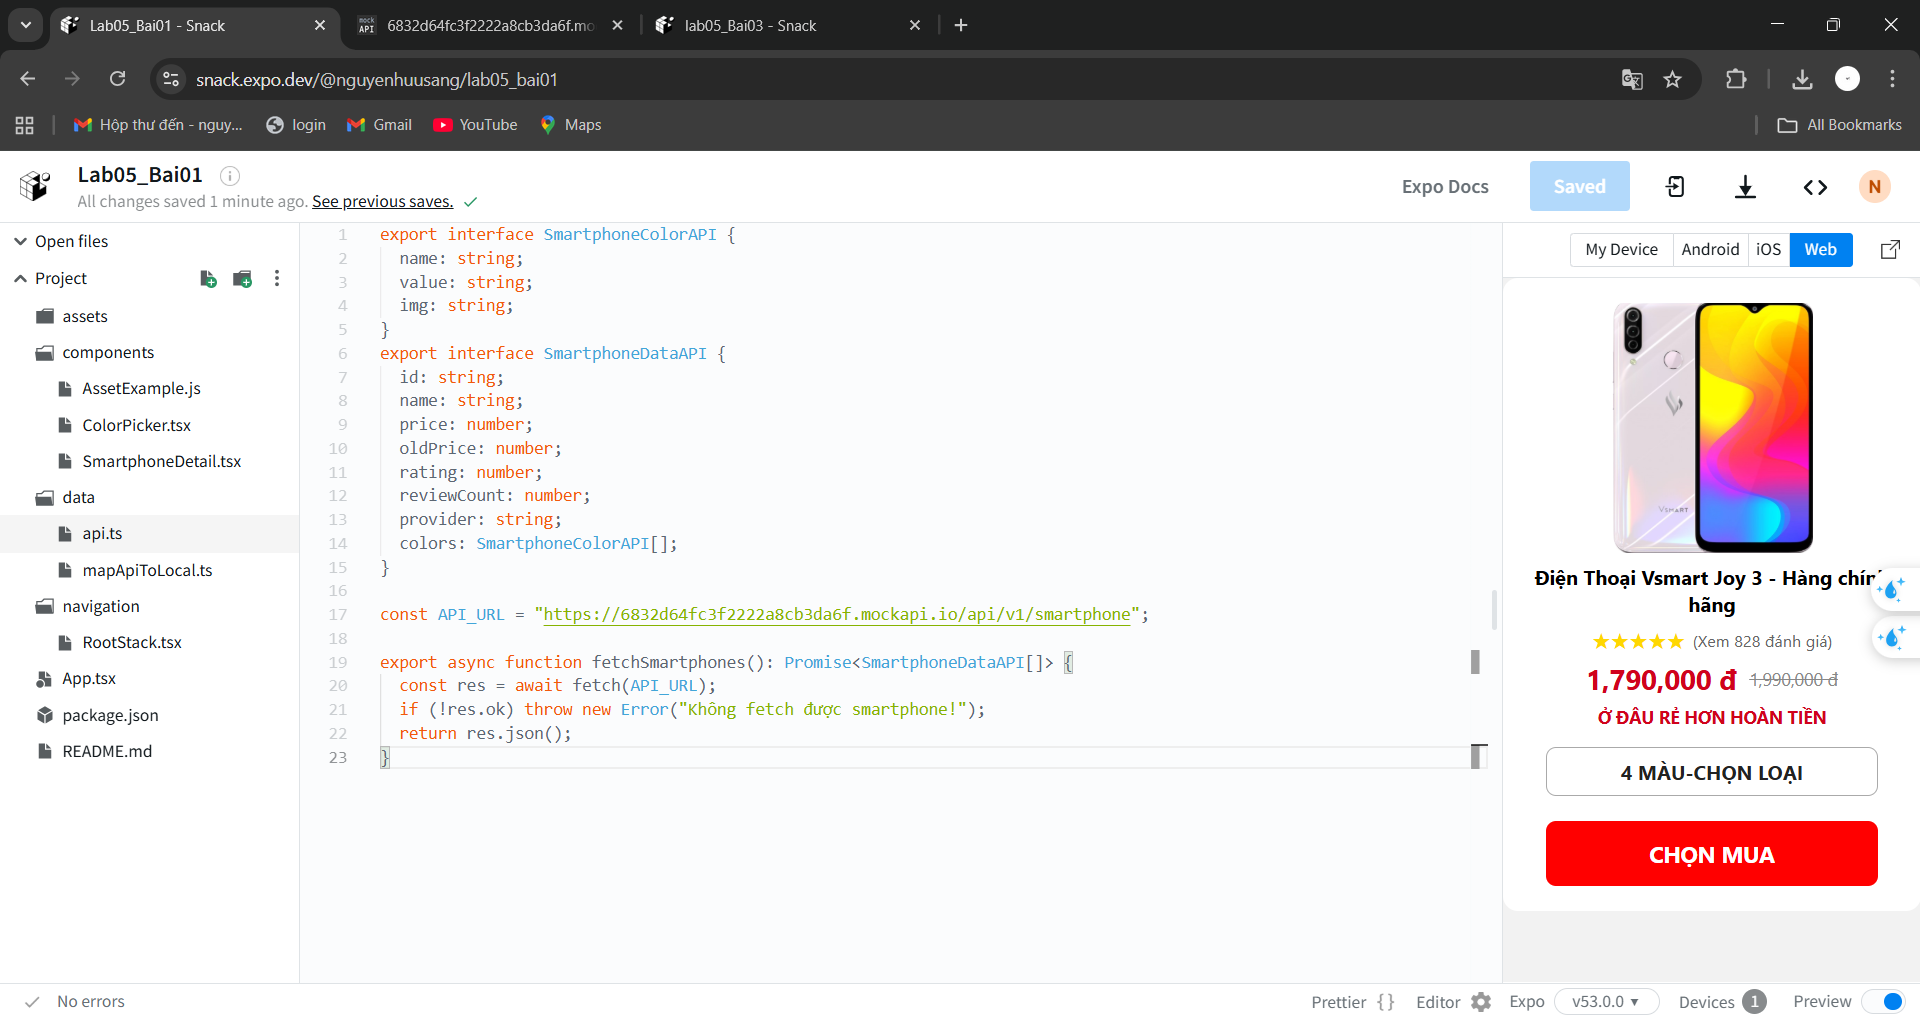 Lab05_Bai01 - Snack
mock API
6832d64fc3f2222a8cb3da6f.mo
lab05_Bai03 - Snack
snack.expo.dev/@nguyenhuusang/lab05_bai01
Hộp thư đến - nguy...
login
Gmail
YouTube
Maps
All Bookmarks
Lab05_Bai01
All changes saved 1 minute ago. See previous saves.
Expo Docs
Saved
N
Open files
Project
assets
components
AssetExample.js
ColorPicker.tsx
SmartphoneDetail.tsx
data
api.ts
mapApiToLocal.ts
navigation
RootStack.tsx
App.tsx
package.json
README.md
1 export interface SmartphoneColorAPI {
2 name: string;
3 value: string;
4 img: string;
5 }
6 export interface SmartphoneDataAPI {
7 id: string;
8 name: string;
9 price: number;
10 oldPrice: number;
11 rating: number;
12 reviewCount: number;
13 provider: string;
14 colors: SmartphoneColorAPI[];
15 }
16
17 const API_URL = "https://6832d64fc3f2222a8cb3da6f.mockapi.io/api/v1/smartphone";
18
19 export async function fetchSmartphones(): Promise<SmartphoneDataAPI[]> {
20 const res = await fetch(API_URL);
21 if (!res.ok) throw new Error("Không fetch được smartphone!");
22 return res.json();
23 }
My Device
Android
iOS
Web
VSMART
Điện Thoại Vsmart Joy 3 - Hàng chính
hãng
★★★★★ (Xem 828 đánh giá)
1,790,000 đ 1,990,000 đ
Ở ĐÂU RẺ HƠN HOÀN TIỀN
4 MÀU-CHỌN LOẠI
CHỌN MUA
No errors
Prettier { }
Editor
Expo
v53.0.0
Devices 1
Preview